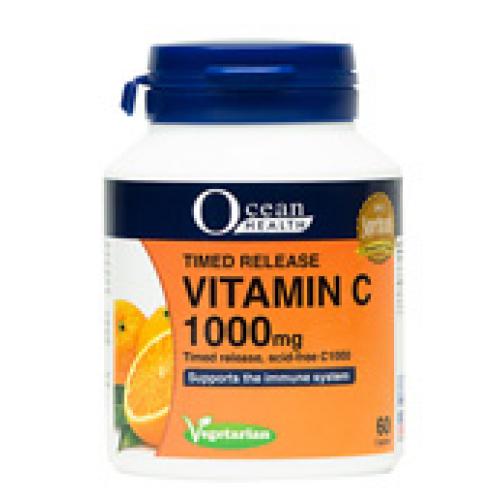 Ocean
HEALTH
TIMED RELEASE
VITAMIN C
1000mg
Timed release, acid-free C1000
Supports the immune system
Vegetarian
60